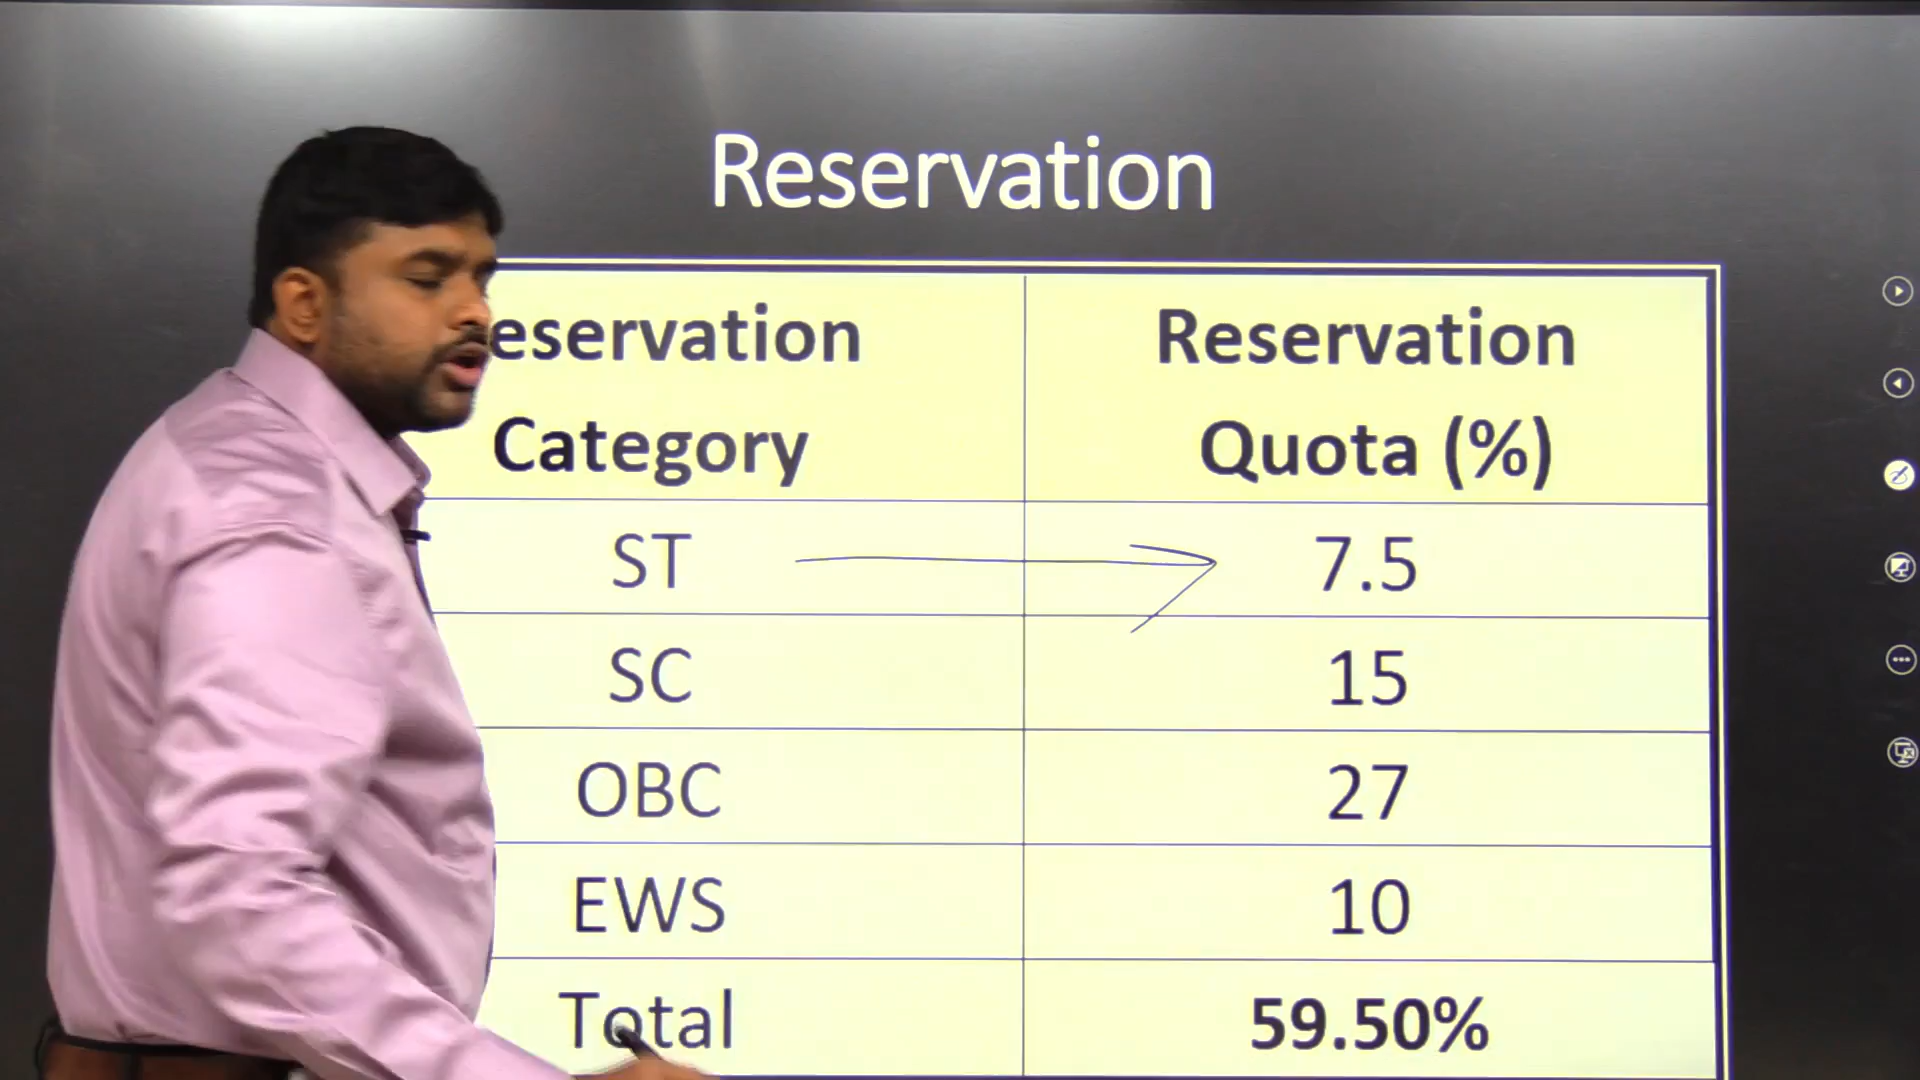 Reservation
eservation Reservation
Category Quota (%)
ST 7.5
SC 15
OBC 27
EWS 10
Total 59.50%